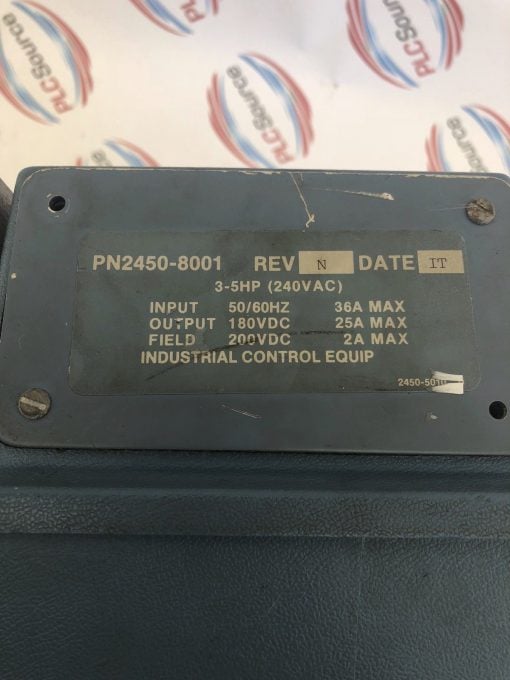 PLCSource
PLCSource
PLCSource
PLCSource
PN2450-8001 REV N DATE IT
3-5HP (240VAC)
INPUT 50/60HZ 36A MAX
OUTPUT 180VDC 25A MAX
FIELD 200VDC 2A MAX
INDUSTRIAL CONTROL EQUIP